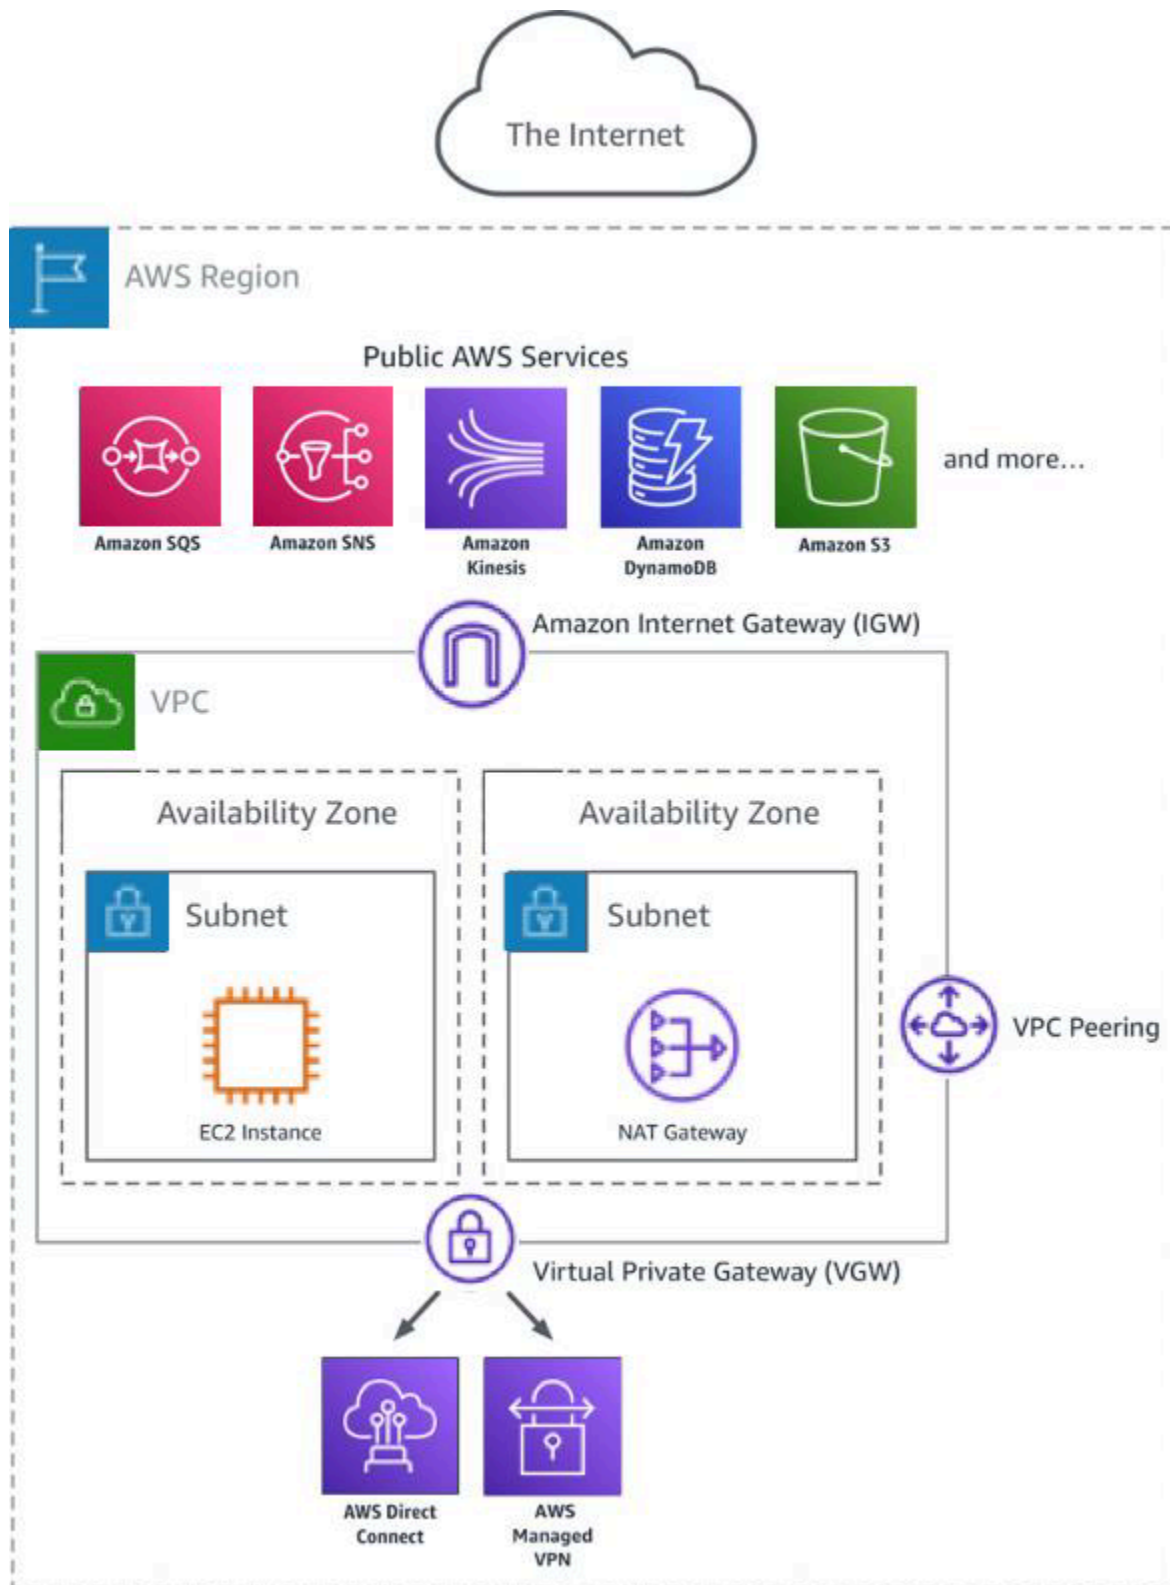 The Internet
AWS Region
Public AWS Services
Amazon SQS
Amazon SNS
Amazon
Kinesis
Amazon
DynamoDB
Amazon S3
and more...
Amazon Internet Gateway (IGW)
VPC
Availability Zone
Availability Zone
Subnet
Subnet
EC2 Instance
NAT Gateway
VPC Peering
Virtual Private Gateway (VGW)
AWS Direct
Connect
AWS
Managed
VPN